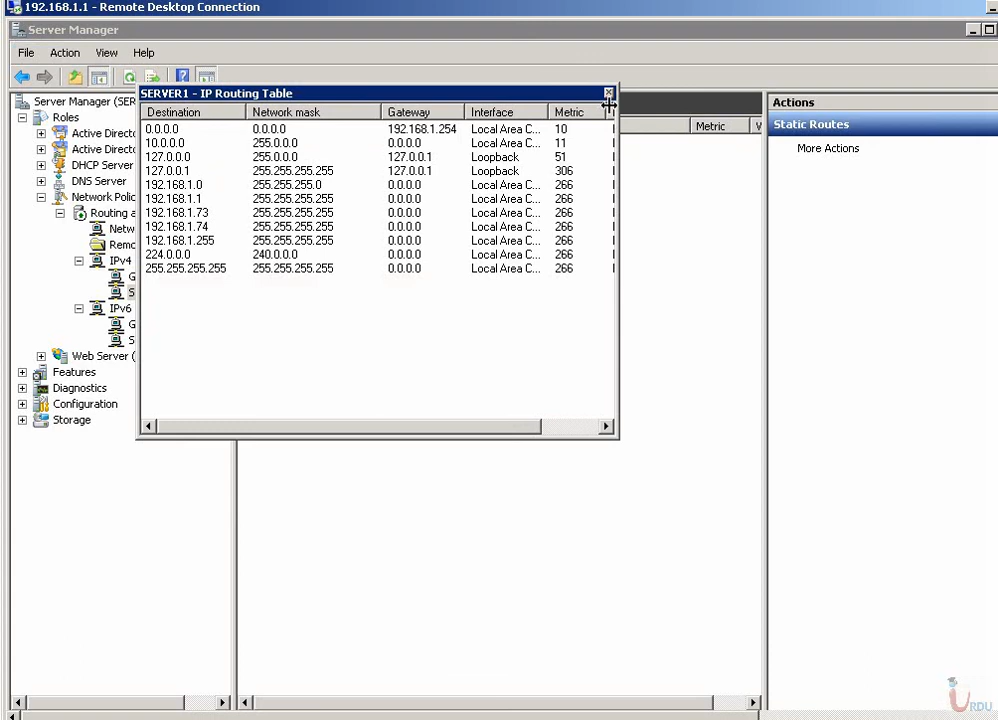 192.168.1.1 - Remote Desktop Connection
Server Manager
File Action View Help
Server Manager (SER
Roles
Active Directo
Active Directo
DHCP Server
DNS Server
Network Polic
Routing a
Netw
Remo
IPv4
G
S
IPv6
G
S
Web Server (
Features
Diagnostics
Configuration
Storage
SERVER1 - IP Routing Table
Destination Network mask Gateway Interface Metric
0.0.0.0 0.0.0.0 192.168.1.254 Local Area C... 10
10.0.0.0 255.0.0.0 0.0.0.0 Local Area C... 11
127.0.0.0 255.0.0.0 127.0.0.1 Loopback 51
127.0.0.1 255.255.255.255 127.0.0.1 Loopback 306
192.168.1.0 255.255.255.0 0.0.0.0 Local Area C... 266
192.168.1.1 255.255.255.255 0.0.0.0 Local Area C... 266
192.168.1.73 255.255.255.255 0.0.0.0 Local Area C... 266
192.168.1.74 255.255.255.255 0.0.0.0 Local Area C... 266
192.168.1.255 255.255.255.255 0.0.0.0 Local Area C... 266
224.0.0.0 240.0.0.0 0.0.0.0 Local Area C... 266
255.255.255.255 255.255.255.255 0.0.0.0 Local Area C... 266
Metric V
Actions
Static Routes
More Actions
URDU